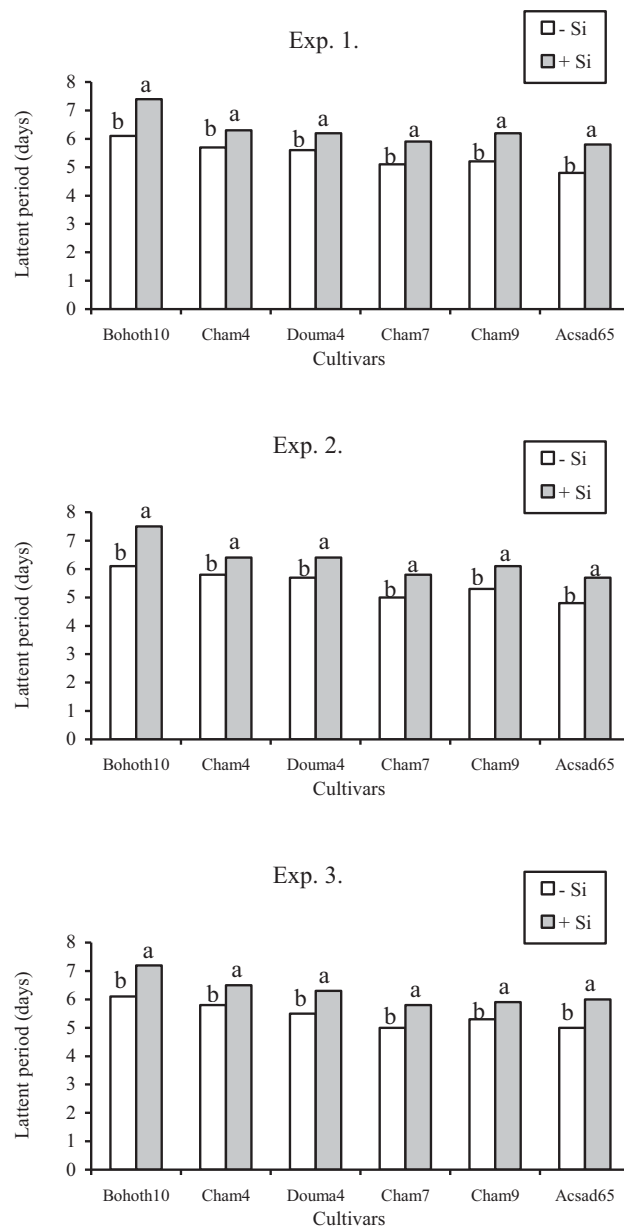 Exp. 1.
- Si
+ Si
Lattent period (days)
8
7
6
5
4
3
2
1
0
b a b a b a b a b a b a
Bohoth10 Cham4 Douma4 Cham7 Cham9 Acsad65
Cultivars
Exp. 2.
- Si
+ Si
Lattent period (days)
8
7
6
5
4
3
2
1
0
b a b a b a b a b a b a
Bohoth10 Cham4 Douma4 Cham7 Cham9 Acsad65
Cultivars
Exp. 3.
- Si
+ Si
Lattent period (days)
8
7
6
5
4
3
2
1
0
b a b a b a b a b a b a
Bohoth10 Cham4 Douma4 Cham7 Cham9 Acsad65
Cultivars